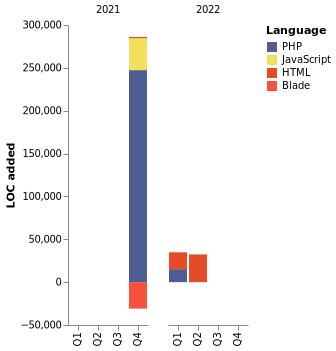 2021
2022
LOC added
300,000
250,000
200,000
150,000
100,000
50,000
0
−50,000
Q1
Q2
Q3
Q4
Q1
Q2
Q3
Q4
Language
PHP
JavaScript
HTML
Blade